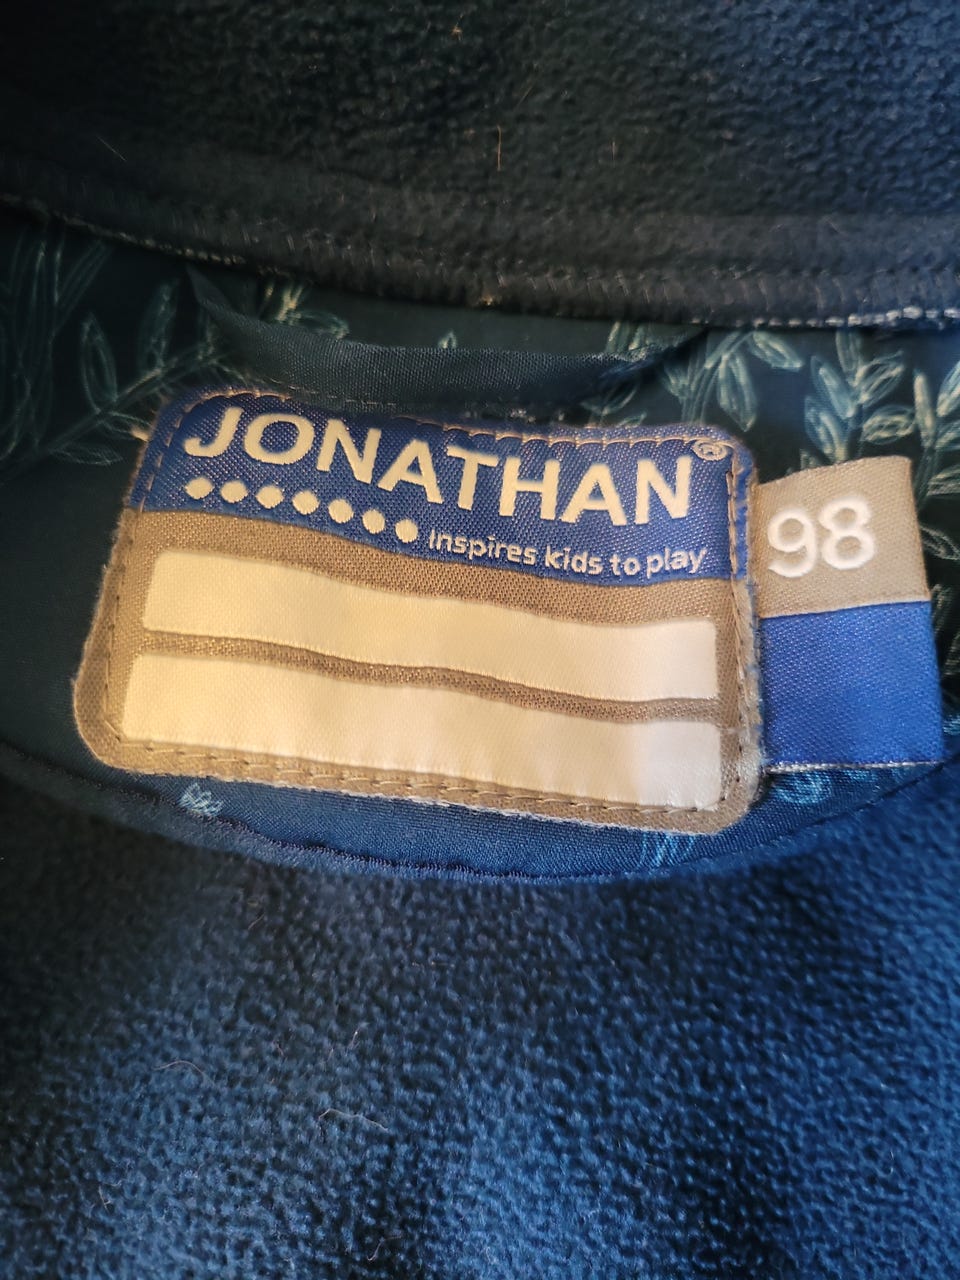 JONATHAN®
inspires kids to play
98